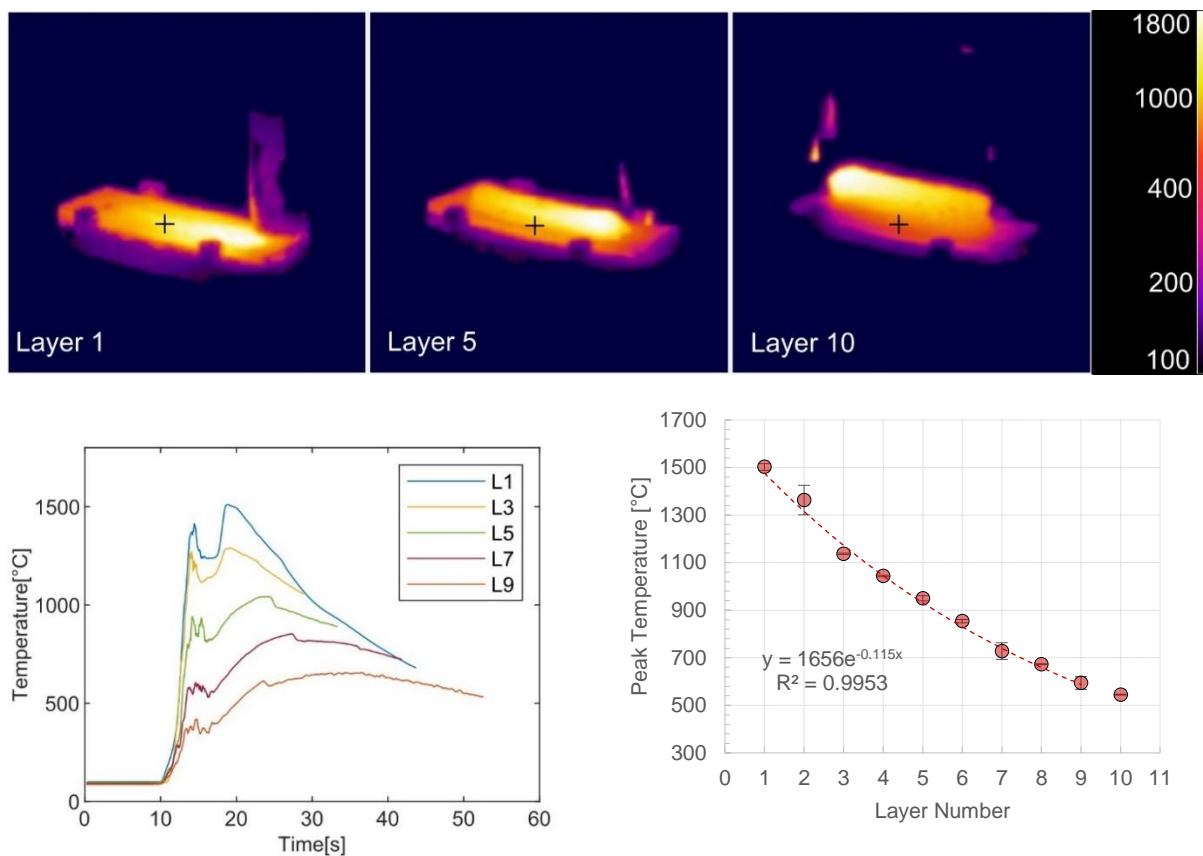 Layer 1
Layer 5
Layer 10
1800
1000
400
200
100
Temperature[°C]
1500
1000
500
0
0 10 20 30 40 50 60
Time[s]
L1
L3
L5
L7
L9
Peak Temperature [°C]
1700
1500
1300
1100
900
700
500
300
y = 1656e^-0.115x
R² = 0.9953
0 1 2 3 4 5 6 7 8 9 10 11
Layer Number